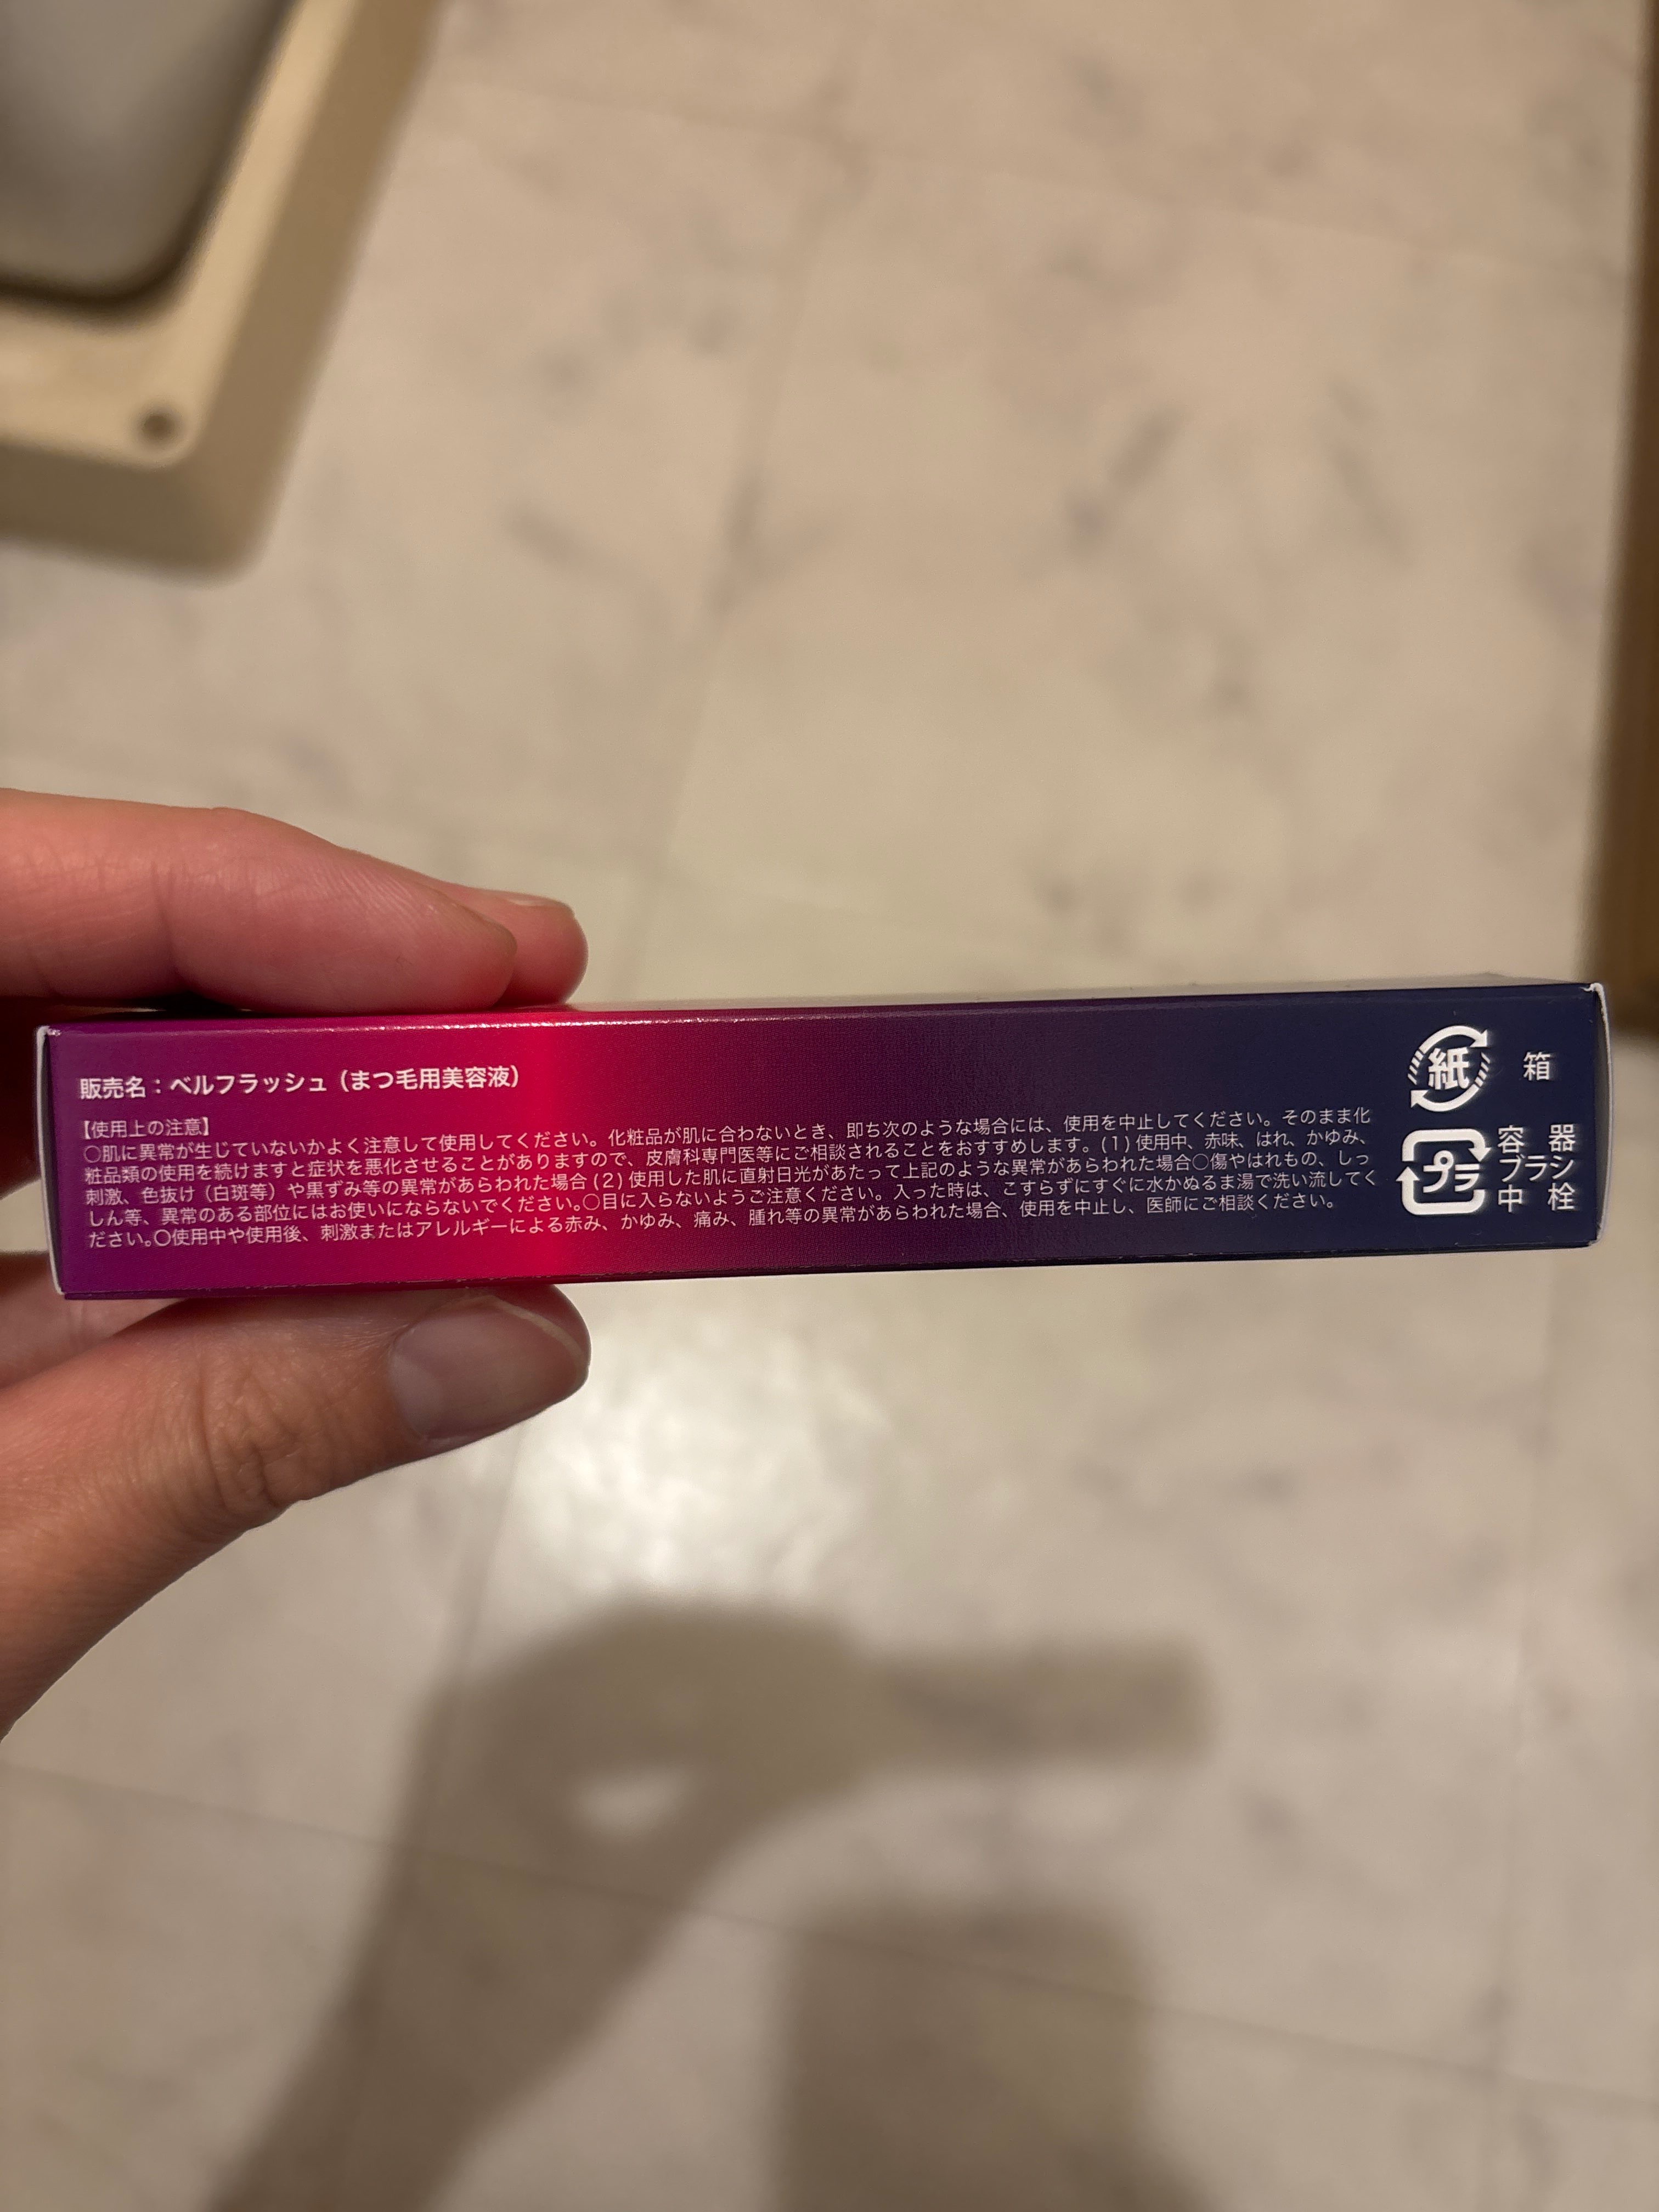 販売名：ベルフラッシュ（まつ毛用美容液）
【使用上の注意】
○肌に異常が生じていないかよく注意して使用してください。化粧品が肌に合わないとき、即ち次のような場合には、使用を中止してください。そのまま化
粧品類の使用を続けますと症状を悪化させることがありますので、皮膚科専門医等にご相談されることをおすすめします。(1) 使用中、赤味、はれ、かゆみ、
刺激、色抜け（白斑等）や黒ずみ等の異常があらわれた場合 (2) 使用した肌に直射日光があたって上記のような異常があらわれた場合○傷やはれもの、しっ
しん等、異常のある部位にはお使いにならないでください。○目に入らないようご注意ください。入った時は、こすらずにすぐに水かぬるま湯で洗い流してく
ださい。○使用中や使用後、刺激またはアレルギーによる赤み、かゆみ、痛み、腫れ等の異常があらわれた場合、使用を中止し、医師にご相談ください。
紙 箱
プラ 容器
ブラシ
中栓